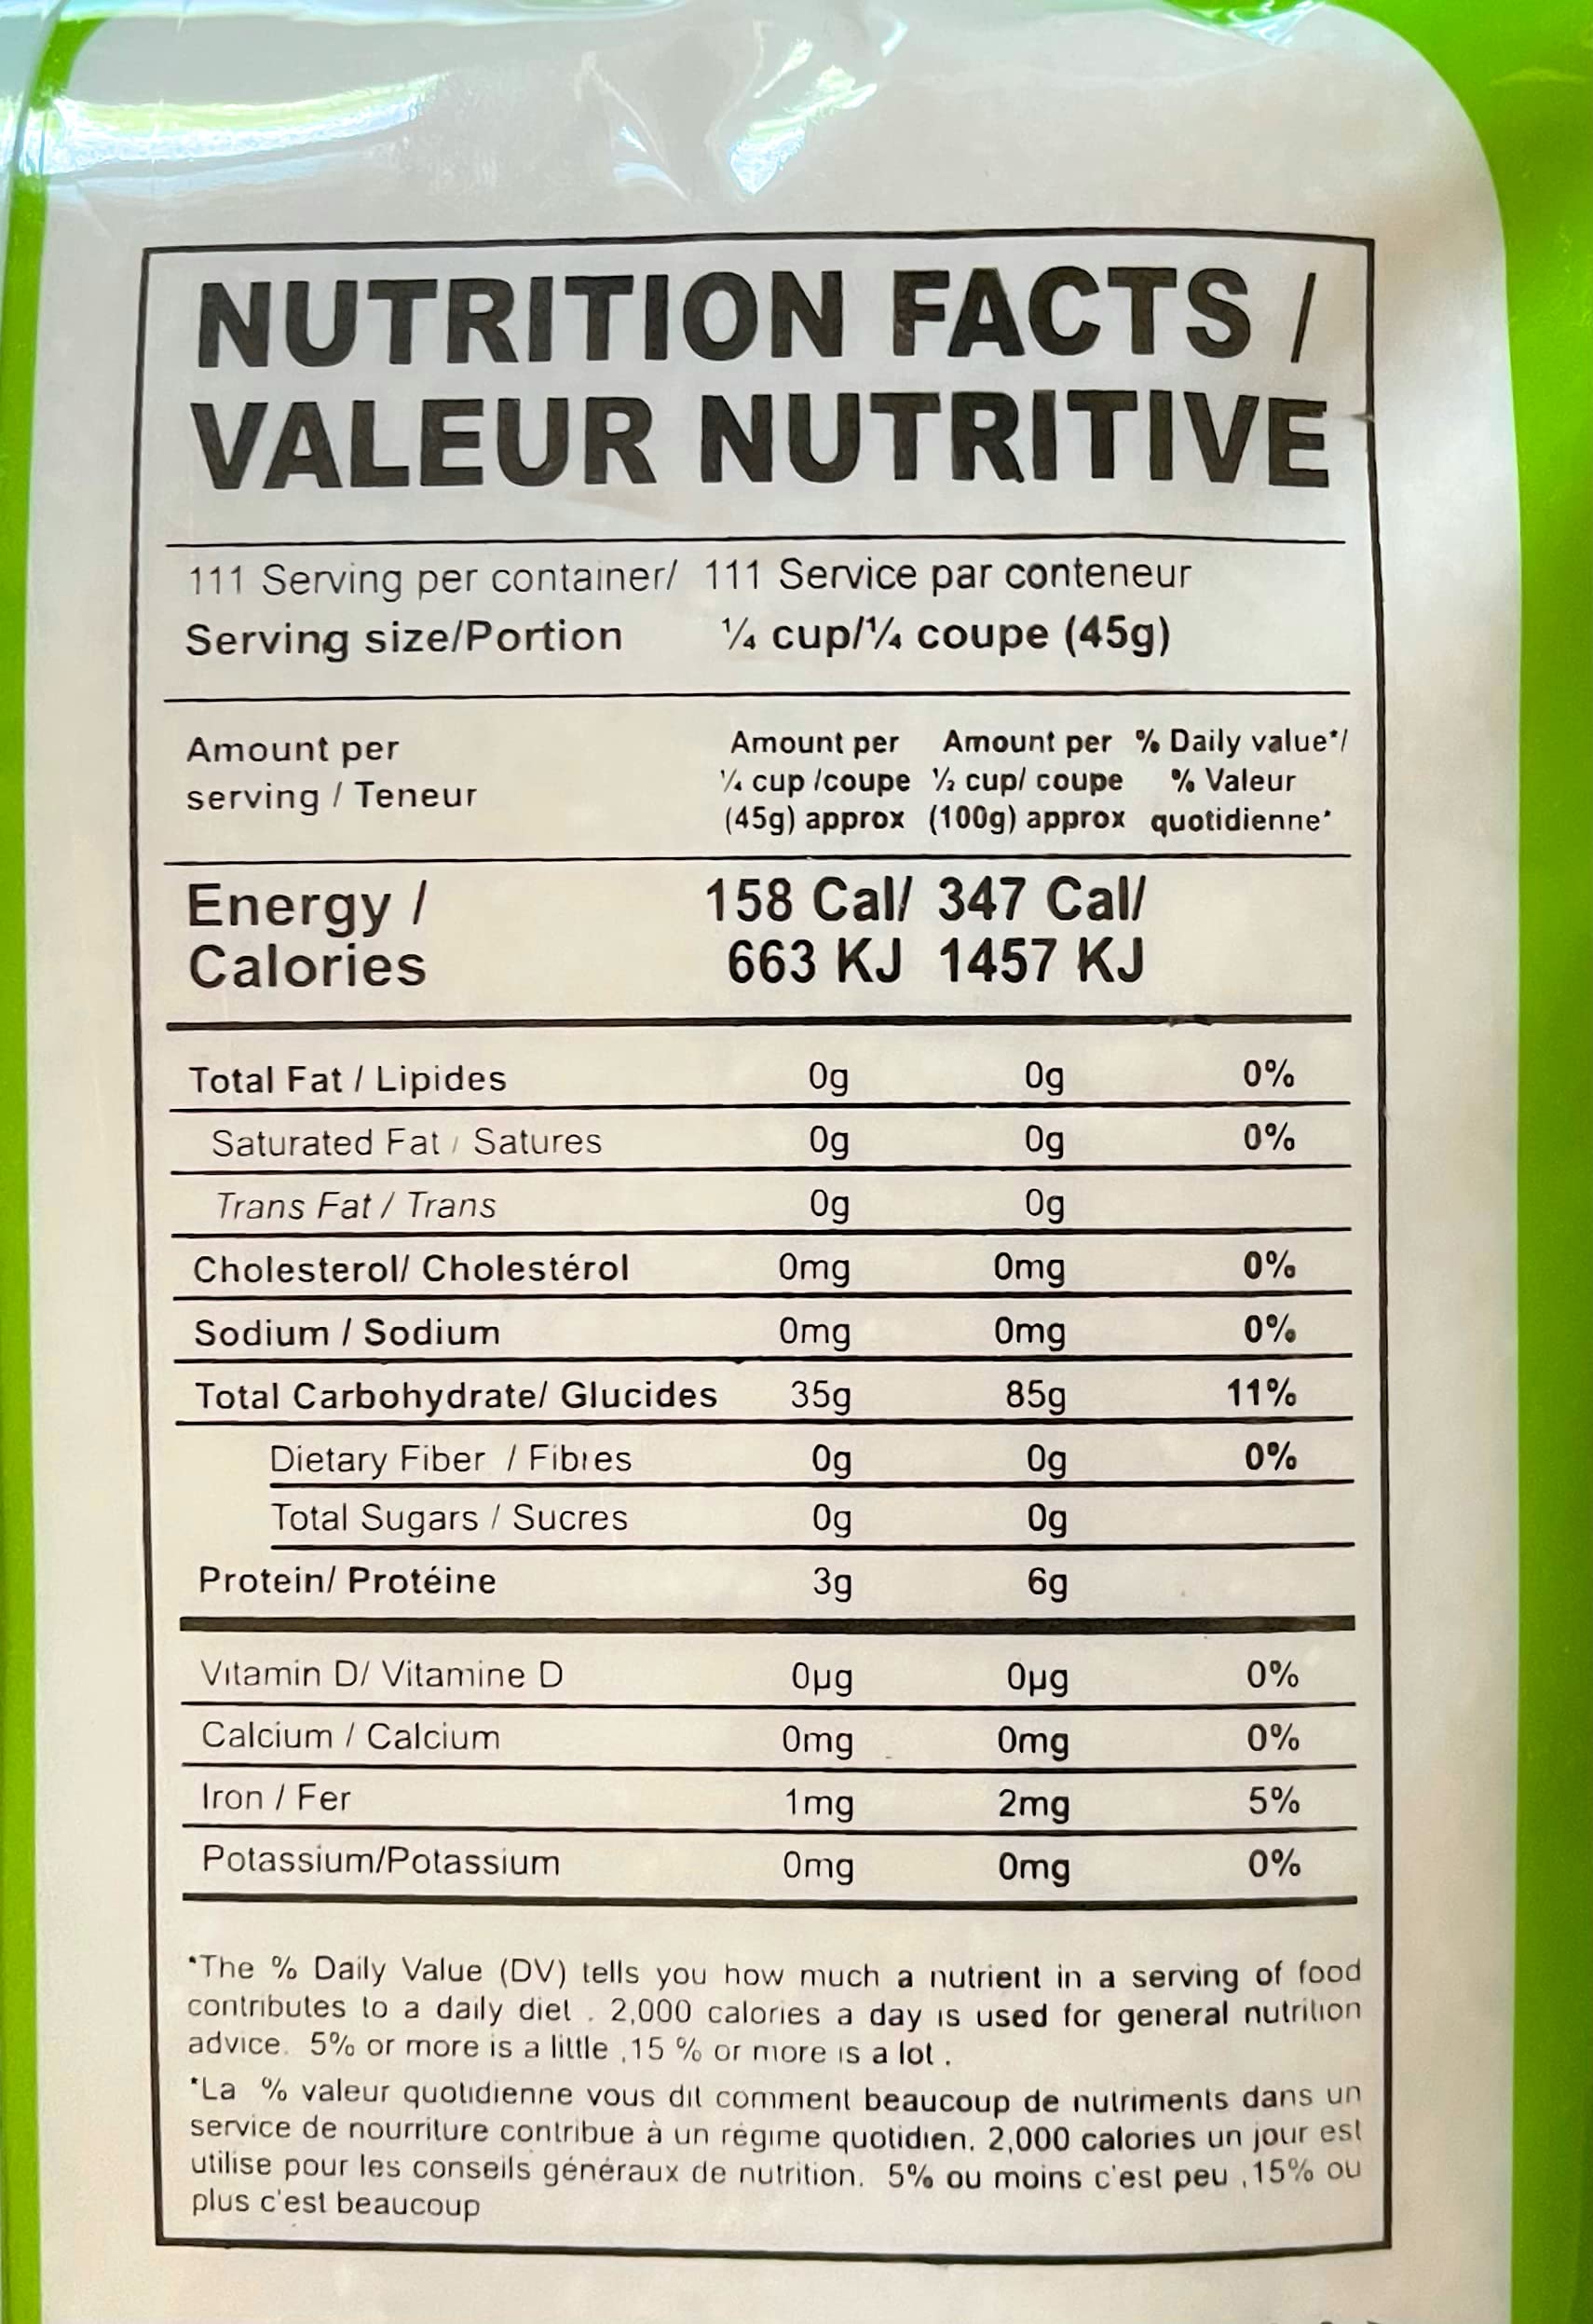 NUTRITION FACTS /
VALEUR NUTRITIVE
111 Serving per container/ 111 Service par conteneur
Serving size/Portion ¼ cup/¼ coupe (45g)
Amount per serving / Teneur
Amount per ¼ cup /coupe (45g) approx
Amount per ½ cup/ coupe (100g) approx
% Daily value*/ % Valeur quotidienne*
Energy / 158 Cal/ 347 Cal/
Calories 663 KJ 1457 KJ
Total Fat / Lipides 0g 0g 0%
Saturated Fat / Satures 0g 0g 0%
Trans Fat / Trans 0g 0g
Cholesterol/ Cholestérol 0mg 0mg 0%
Sodium / Sodium 0mg 0mg 0%
Total Carbohydrate/ Glucides 35g 85g 11%
Dietary Fiber / Fibres 0g 0g 0%
Total Sugars / Sucres 0g 0g
Protein/ Protéine 3g 6g
Vitamin D/ Vitamine D 0µg 0µg 0%
Calcium / Calcium 0mg 0mg 0%
Iron / Fer 1mg 2mg 5%
Potassium/Potassium 0mg 0mg 0%
*The % Daily Value (DV) tells you how much a nutrient in a serving of food
contributes to a daily diet . 2,000 calories a day is used for general nutrition
advice. 5% or more is a little ,15 % or more is a lot .
*La % valeur quotidienne vous dit comment beaucoup de nutriments dans un
service de nourriture contribue à un régime quotidien. 2,000 calories un jour est
utilise pour les conseils généraux de nutrition. 5% ou moins c'est peu ,15% ou
plus c'est beaucoup